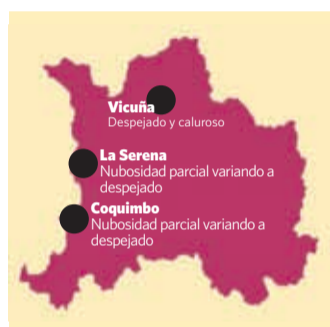 Vicuña
Despejado y caluroso
La Serena
Nubosidad parcial variando a
despejado
Coquimbo
Nubosidad parcial variando a
despejado